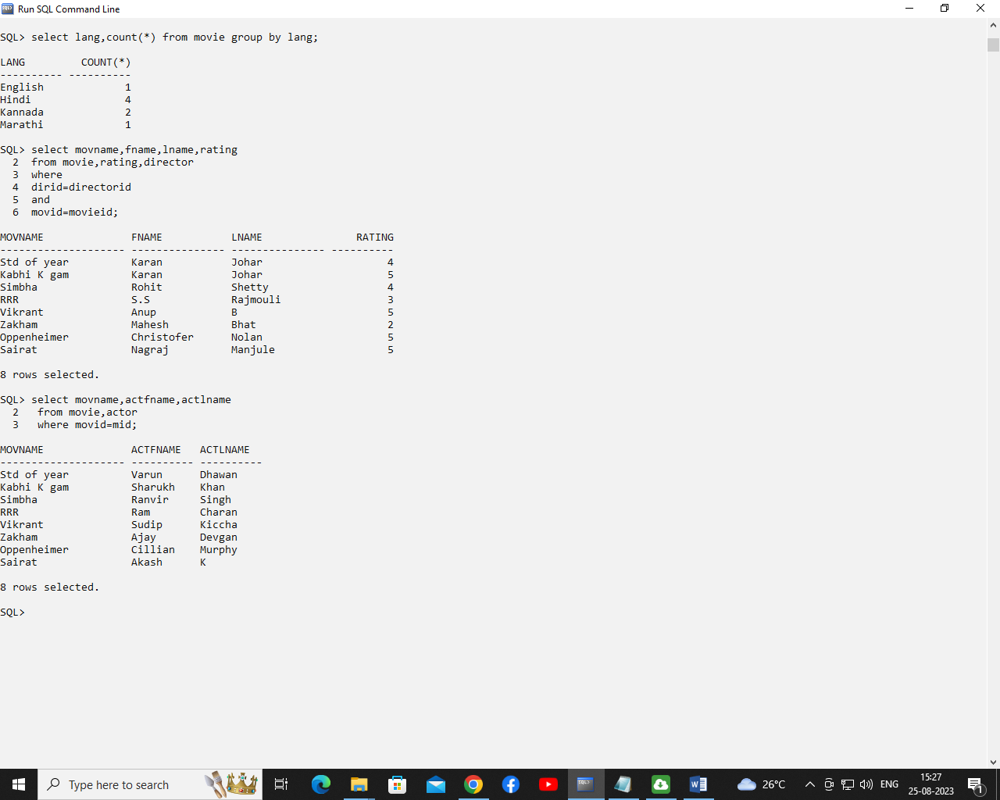 Run SQL Command Line
SQL> select lang,count(*) from movie group by lang;
LANG         COUNT(*)
---------- ----------
English             1
Hindi               4
Kannada             2
Marathi             1
SQL> select movname,fname,lname,rating
  2  from movie,rating,director
  3  where
  4  dirid=directorid
  5  and
  6  movid=movieid;
MOVNAME              FNAME           LNAME               RATING
-------------------- --------------- --------------- ----------
Std of year          Karan           Johar                    4
Kabhi K gam          Karan           Johar                    5
Simbha               Rohit           Shetty                   4
RRR                  S.S             Rajmouli                 3
Vikrant              Anup            B                        5
Zakham               Mahesh          Bhat                     2
Oppenheimer          Christofer      Nolan                    5
Sairat               Nagraj          Manjule                  5
8 rows selected.
SQL> select movname,actfname,actlname
  2   from movie,actor
  3   where movid=mid;
MOVNAME              ACTFNAME   ACTLNAME
-------------------- ---------- ----------
Std of year          Varun      Dhawan
Kabhi K gam          Sharukh    Khan
Simbha               Ranvir     Singh
RRR                  Ram        Charan
Vikrant              Sudip      Kiccha
Zakham               Ajay       Devgan
Oppenheimer          Cillian    Murphy
Sairat               Akash      K
8 rows selected.
SQL>
Type here to search
26°C
ENG
15:27
25-08-2023
1